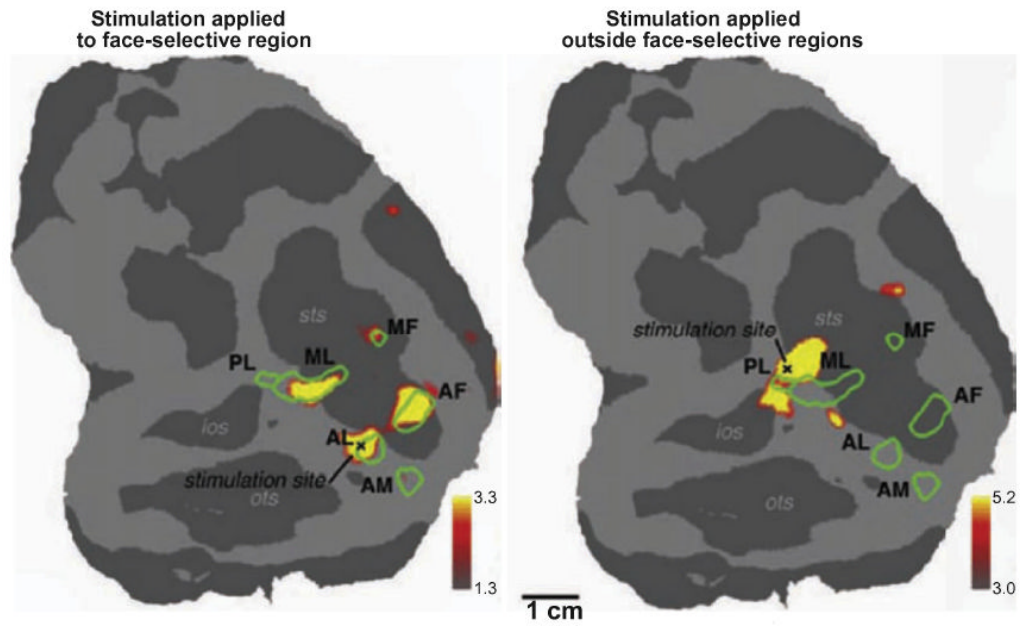 Stimulation applied
to face-selective region
Stimulation applied
outside face-selective regions
sts
MF
PL
ML
AF
ios
AL
stimulation site
AM
ots
3.3
1.3
stimulation site
sts
MF
PL
ML
AF
ios
AL
AM
ots
5.2
3.0
1 cm